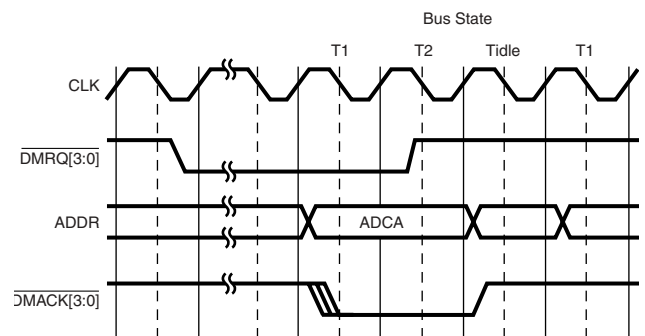 Bus State
T1 T2 Tidle T1
CLK
DMRQ[3:0]
ADDR
ADCA
DMACK[3:0]